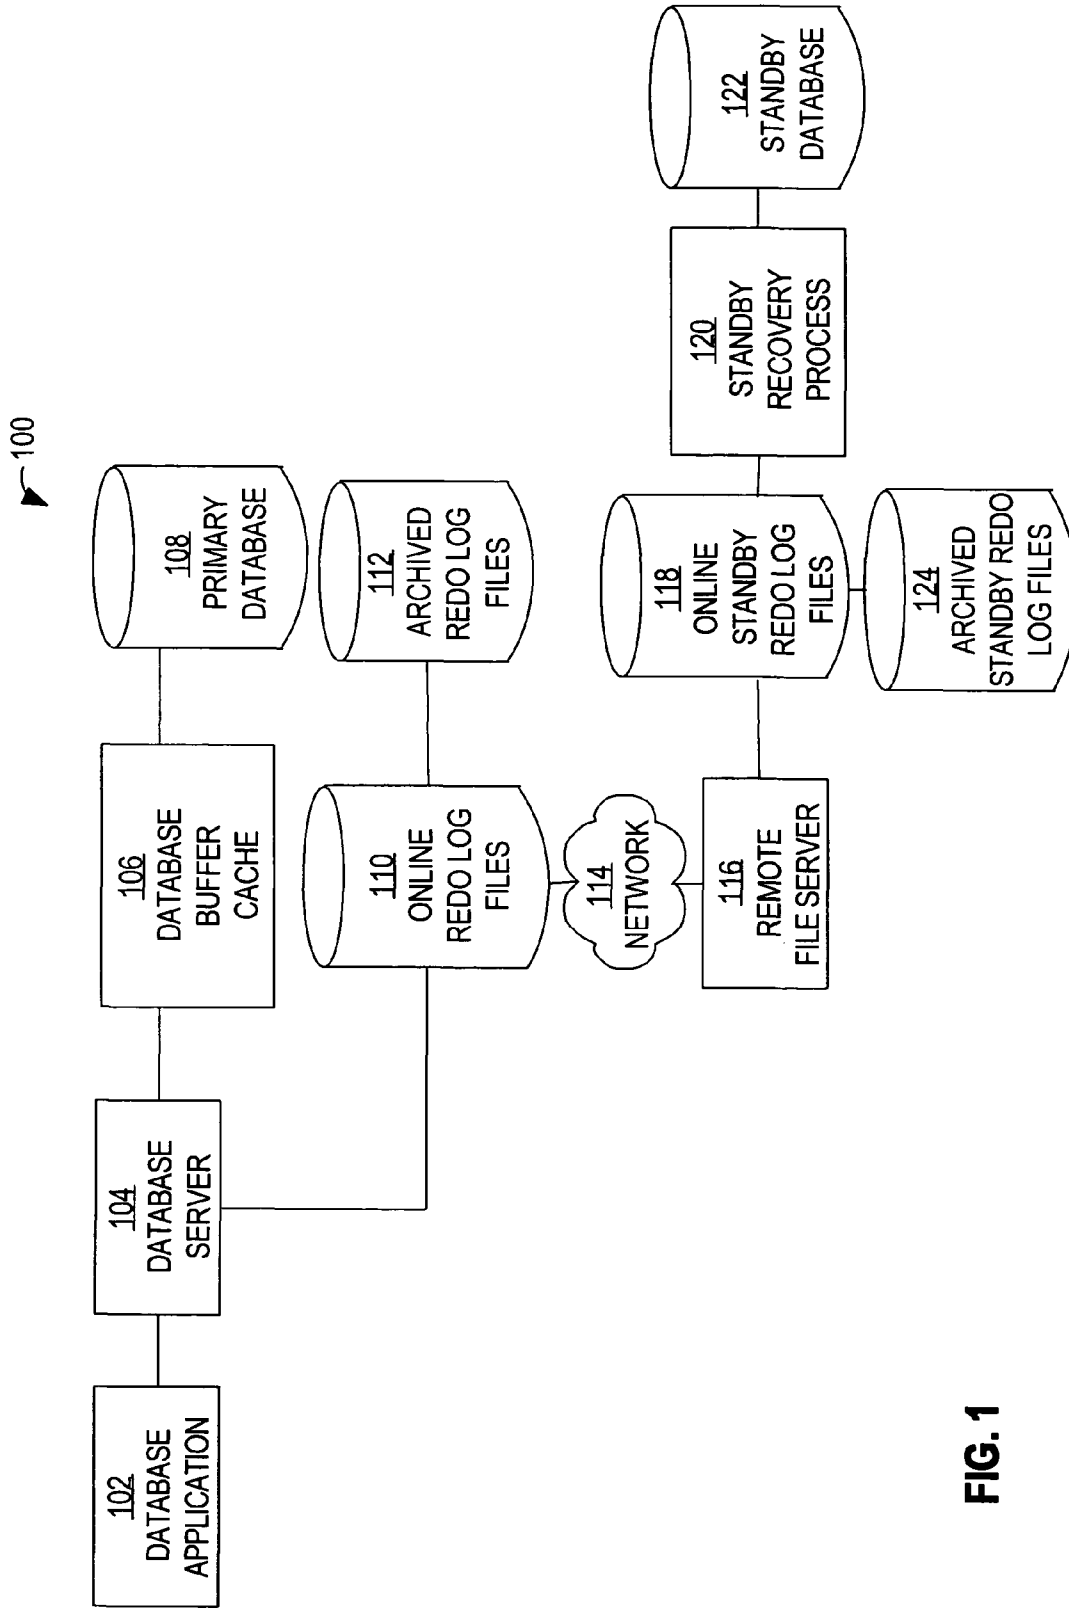 100
102
DATABASE
APPLICATION
104
DATABASE
SERVER
106
DATABASE
BUFFER
CACHE
108
PRIMARY
DATABASE
110
ONLINE
REDO LOG
FILES
112
ARCHIVED
REDO LOG
FILES
114
NETWORK
116
REMOTE
FILE SERVER
118
ONLINE
STANDBY
REDO LOG
FILES
120
STANDBY
RECOVERY
PROCESS
122
STANDBY
DATABASE
124
ARCHIVED
STANDBY REDO
LOG FILES
FIG. 1